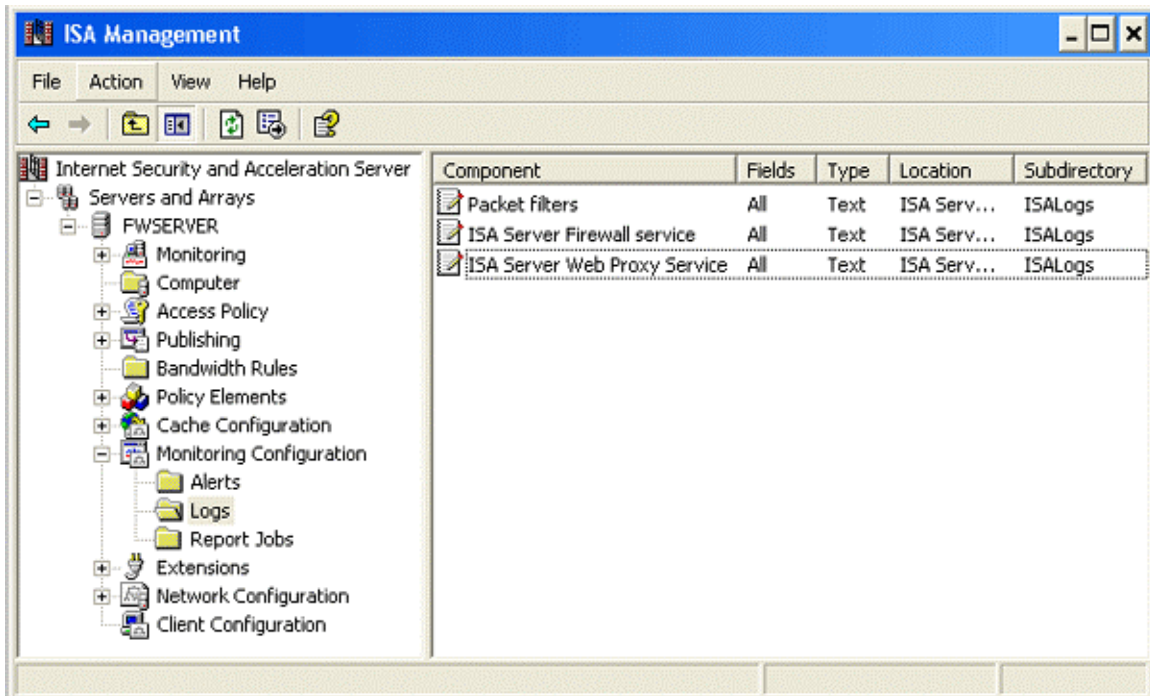 ISA Management
File Action View Help
Internet Security and Acceleration Server
Servers and Arrays
FWSERVER
Monitoring
Computer
Access Policy
Publishing
Bandwidth Rules
Policy Elements
Cache Configuration
Monitoring Configuration
Alerts
Logs
Report Jobs
Extensions
Network Configuration
Client Configuration
Component Fields Type Location Subdirectory
Packet filters All Text ISA Serv... ISALogs
ISA Server Firewall service All Text ISA Serv... ISALogs
ISA Server Web Proxy Service All Text ISA Serv... ISALogs